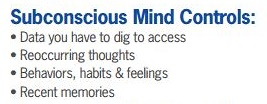 Subconscious Mind Controls:
• Data you have to dig to access
• Reoccurring thoughts
• Behaviors, habits & feelings
• Recent memories